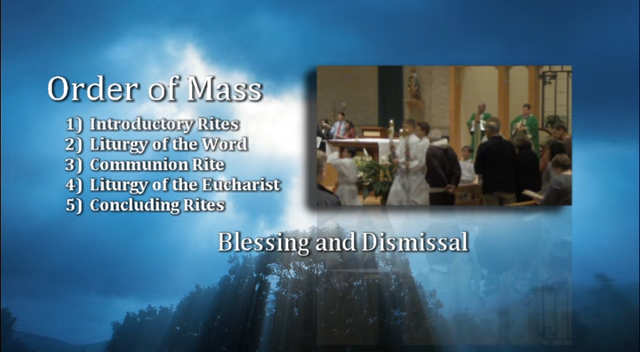 Order of Mass
1) Introductory Rites
2) Liturgy of the Word
3) Communion Rite
4) Liturgy of the Eucharist
5) Concluding Rites
Blessing and Dismissal